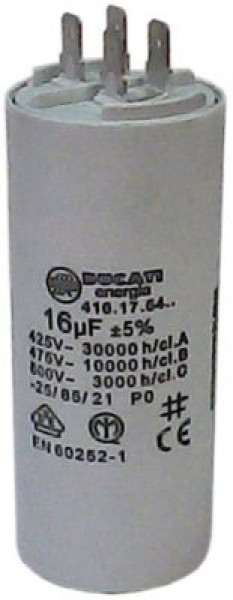 DUCATI
energia
416.17.64..
16µF ±5%
425V~ 30000 h/cl.A
475V~ 10000 h/cl.B
500V~ 3000 h/cl.C
-25/85/21 P0
CE
EN 60252-1